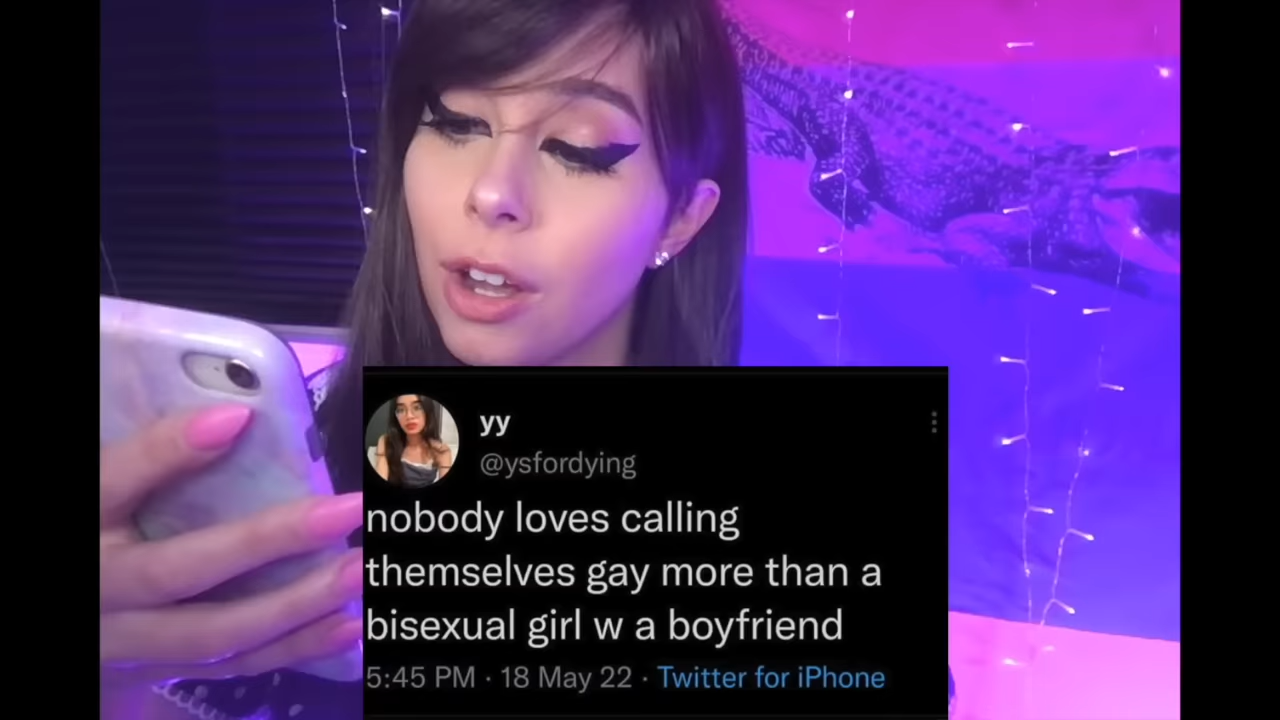 yy
@ysfordying
nobody loves calling
themselves gay more than a
bisexual girl w a boyfriend
5:45 PM · 18 May 22 · Twitter for iPhone